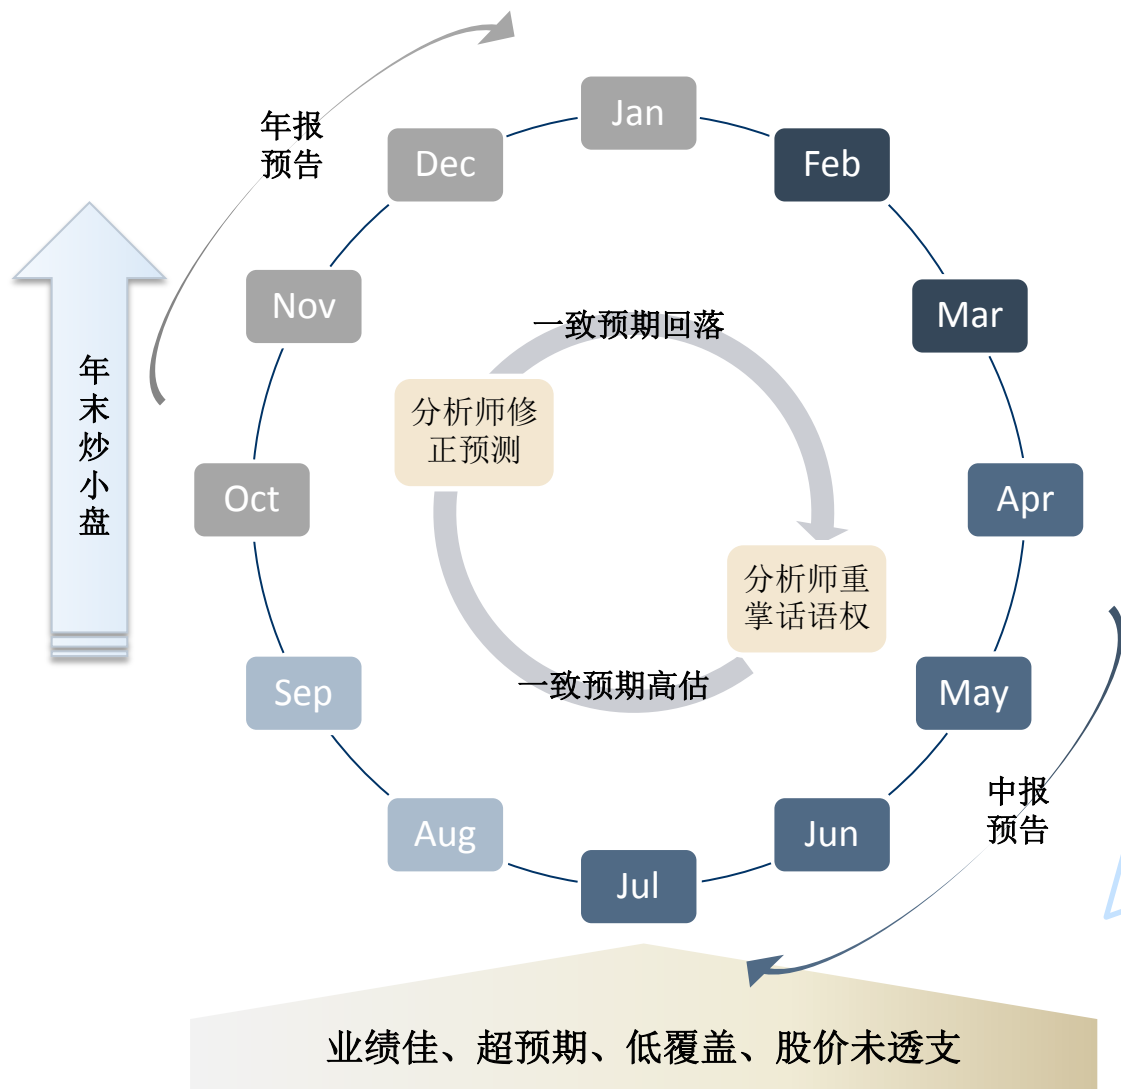 Jan
Feb
Mar
Apr
May
Jun
Jul
Aug
Sep
Oct
Nov
Dec
年报
预告
年
末
炒
小
盘
一致预期回落
分析师修
正预测
分析师重
掌话语权
一致预期高估
中报
预告
业绩佳、超预期、低覆盖、股价未透支